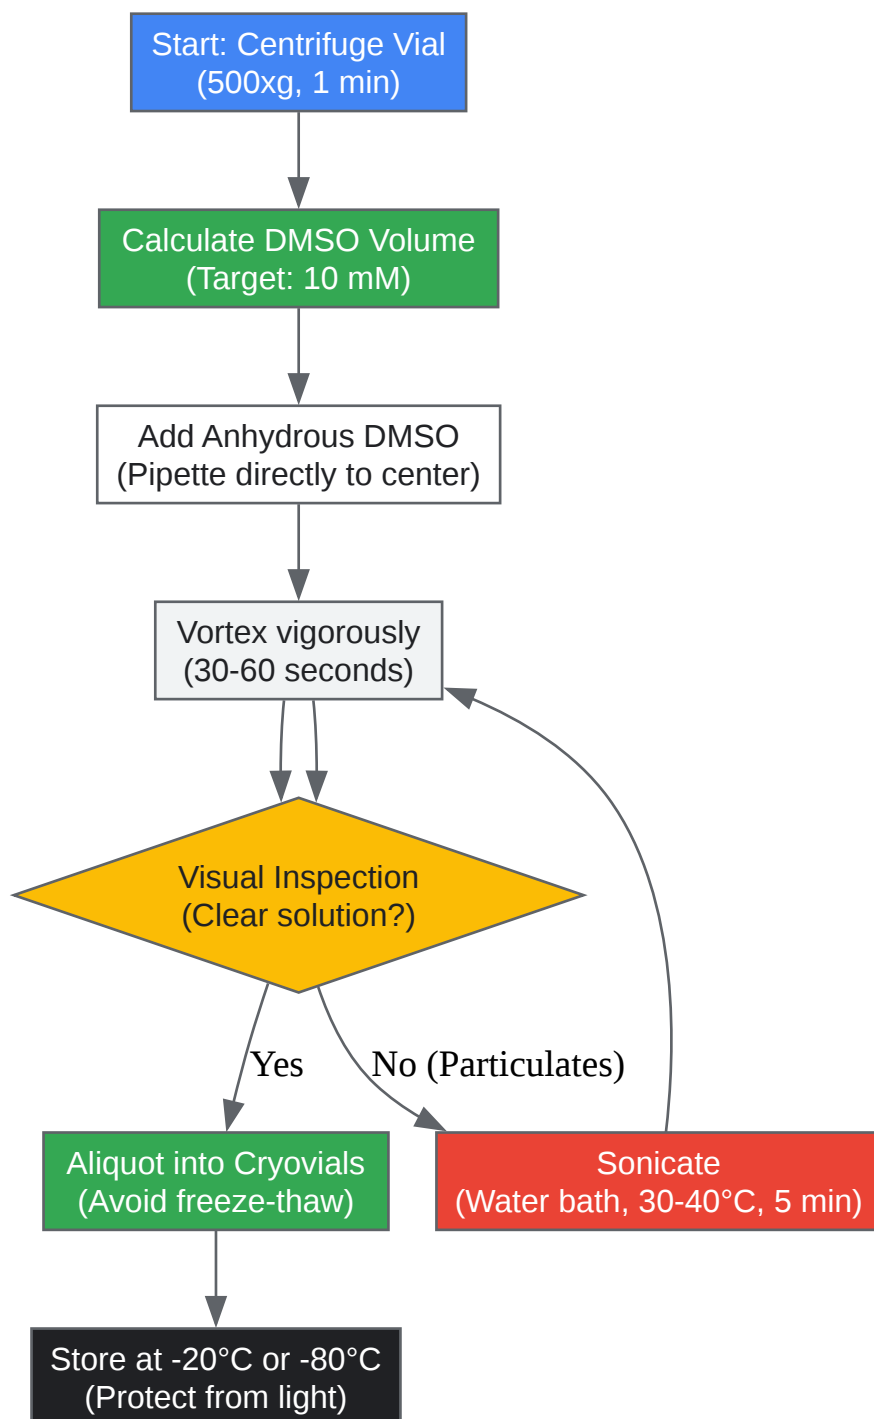 Start: Centrifuge Vial
(500xg, 1 min)
Calculate DMSO Volume
(Target: 10 mM)
Add Anhydrous DMSO
(Pipette directly to center)
Vortex vigorously
(30-60 seconds)
Visual Inspection
(Clear solution?)
Yes
No (Particulates)
Aliquot into Cryovials
(Avoid freeze-thaw)
Sonicate
(Water bath, 30-40°C, 5 min)
Store at -20°C or -80°C
(Protect from light)